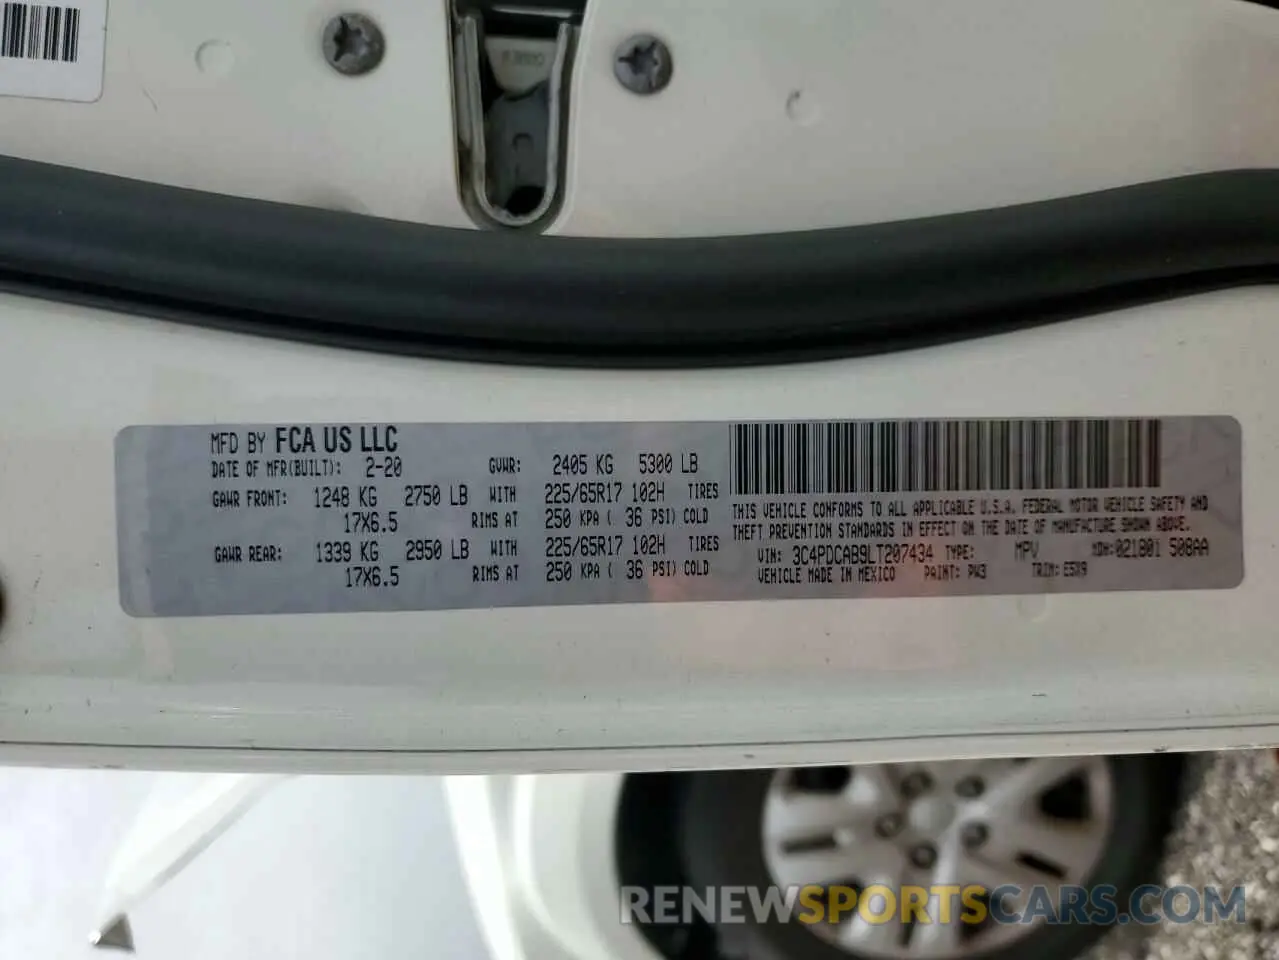 MFD BY FCA US LLC
DATE OF MFR(BUILT): 2-20 GVWR: 2405 KG 5300 LB
GAWR FRONT: 1248 KG 2750 LB WITH 225/65R17 102H TIRES
17X6.5 RIMS AT 250 KPA ( 36 PSI) COLD
GAWR REAR: 1339 KG 2950 LB WITH 225/65R17 102H TIRES
17X6.5 RIMS AT 250 KPA ( 36 PSI) COLD
THIS VEHICLE CONFORMS TO ALL APPLICABLE U.S.A. FEDERAL MOTOR VEHICLE SAFETY AND
THEFT PREVENTION STANDARDS IN EFFECT ON THE DATE OF MANUFACTURE SHOWN ABOVE.
VIN: 3C4PDCAB9LT207434 TYPE: MPV MDH:021801 508AA
VEHICLE MADE IN MEXICO PAINT: PW3 TRIM: E5X9
RENEWSPORTSCARS.COM